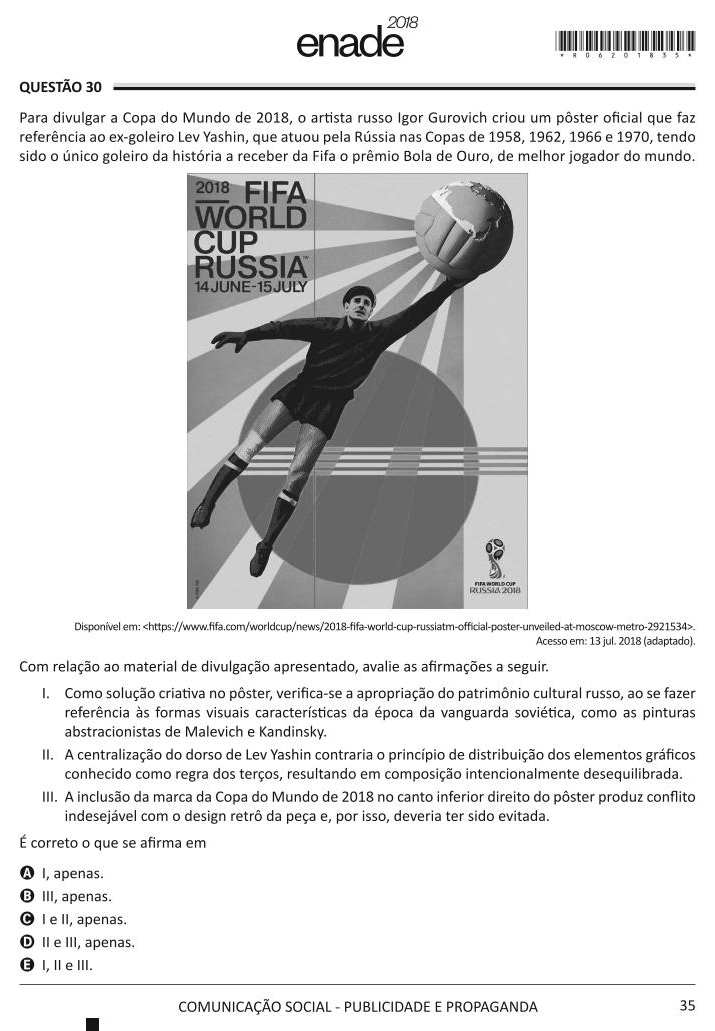 enade 2018
*R06201835*
QUESTÃO 30
Para divulgar a Copa do Mundo de 2018, o artista russo Igor Gurovich criou um pôster oficial que faz
referência ao ex-goleiro Lev Yashin, que atuou pela Rússia nas Copas de 1958, 1962, 1966 e 1970, tendo
sido o único goleiro da história a receber da Fifa o prêmio Bola de Ouro, de melhor jogador do mundo.
2018 FIFA
WORLD
CUP
RUSSIA™
14 JUNE-15 JULY
FIFA WORLD CUP
RUSSIA 2018
Disponível em: <https://www.fifa.com/worldcup/news/2018-fifa-world-cup-russiatm-official-poster-unveiled-at-moscow-metro-2921534>.
Acesso em: 13 jul. 2018 (adaptado).
Com relação ao material de divulgação apresentado, avalie as afirmações a seguir.
I. Como solução criativa no pôster, verifica-se a apropriação do patrimônio cultural russo, ao se fazer
referência às formas visuais características da época da vanguarda soviética, como as pinturas
abstracionistas de Malevich e Kandinsky.
II. A centralização do dorso de Lev Yashin contraria o princípio de distribuição dos elementos gráficos
conhecido como regra dos terços, resultando em composição intencionalmente desequilibrada.
III. A inclusão da marca da Copa do Mundo de 2018 no canto inferior direito do pôster produz conflito
indesejável com o design retrô da peça e, por isso, deveria ter sido evitada.
É correto o que se afirma em
A I, apenas.
B III, apenas.
C I e II, apenas.
D II e III, apenas.
E I, II e III.
COMUNICAÇÃO SOCIAL - PUBLICIDADE E PROPAGANDA
35